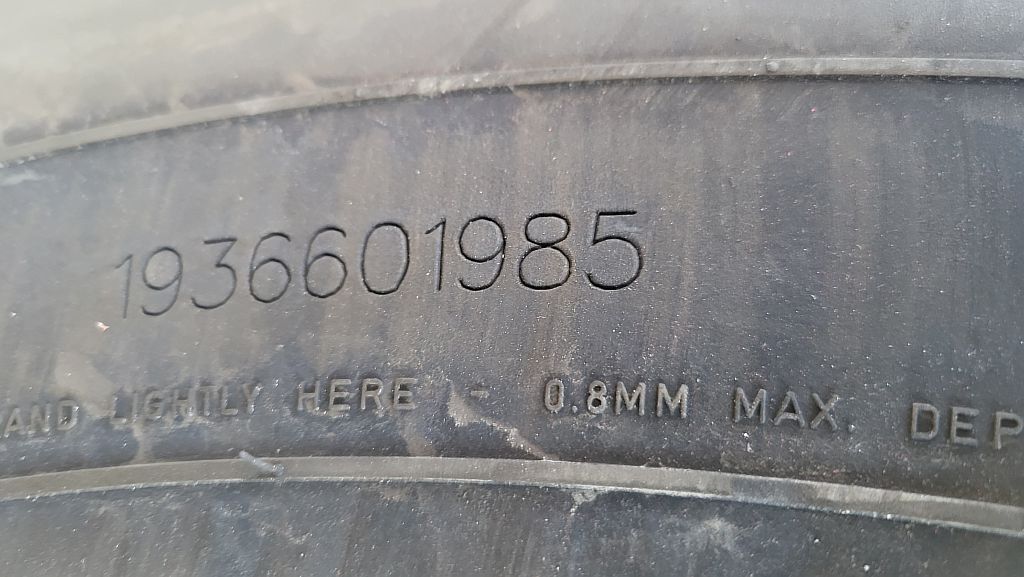 1936601985
AND LIGHTLY HERE - 0.8MM MAX. DEP